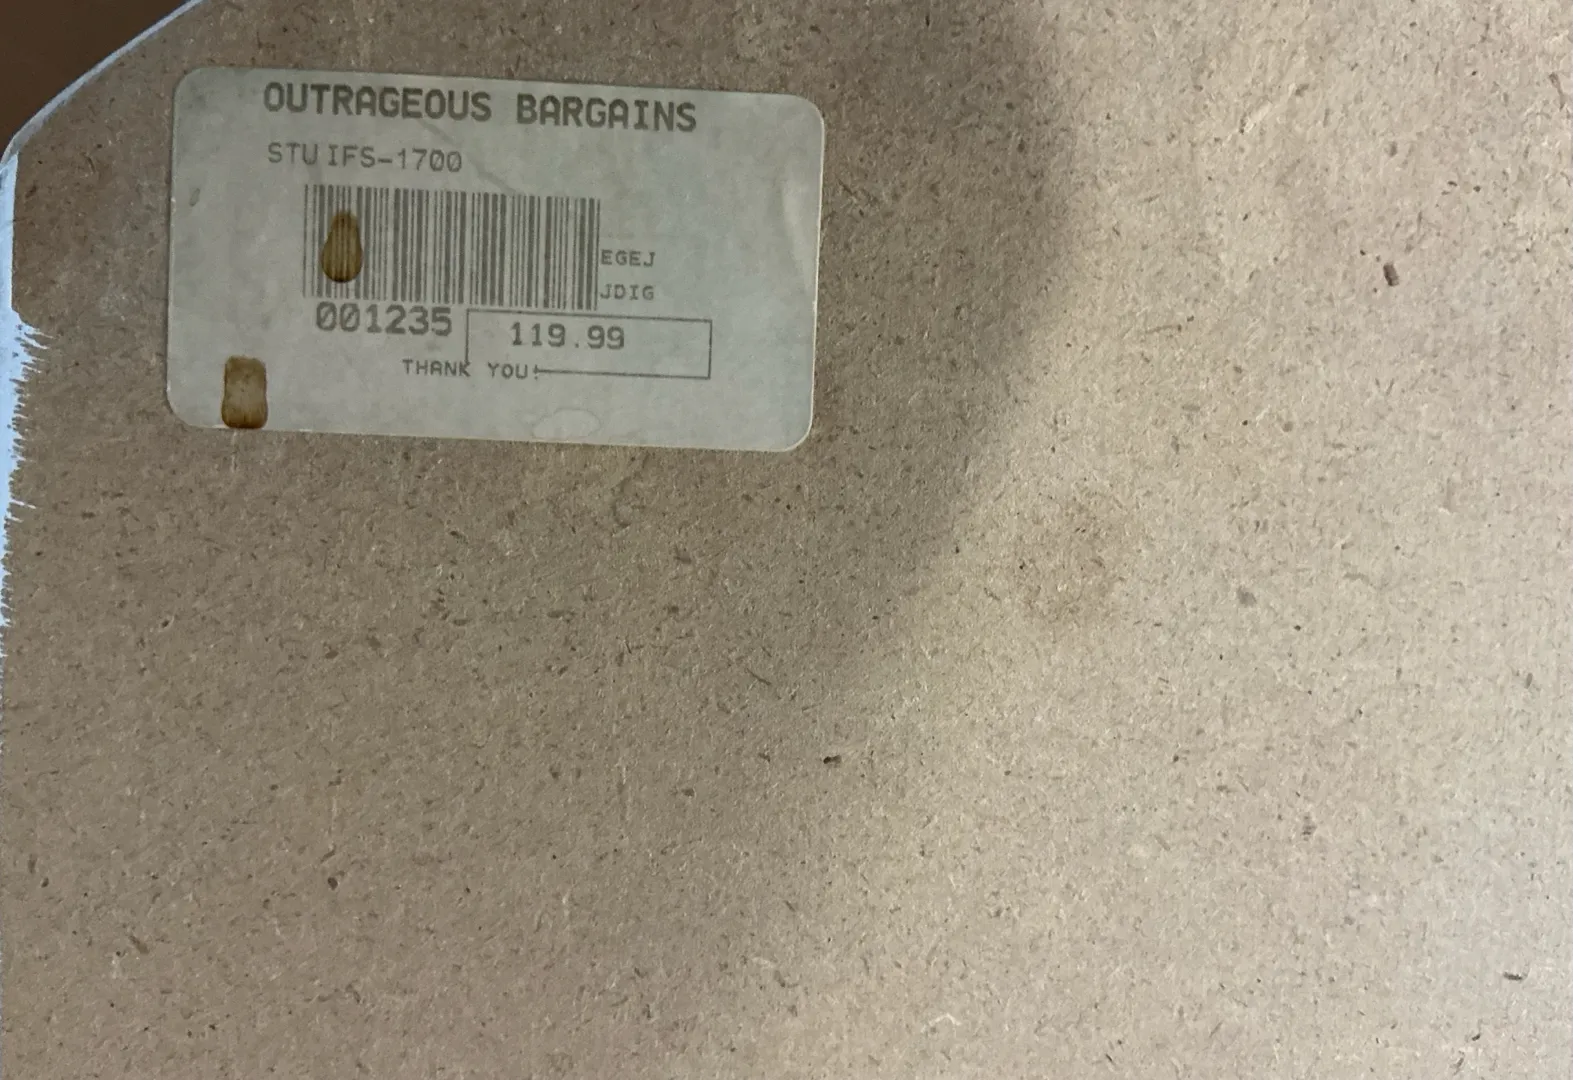 OUTRAGEOUS BARGAINS
STU IFS-1700
EGEJ
JDIG
001235
119.99
THANK YOU!